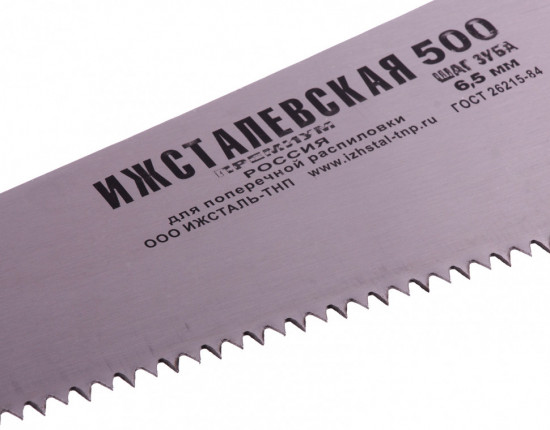 ИЖСТАЛЕВСКАЯ 500
ПРЕМИУМ
РОССИЯ
ШАГ ЗУБА
6,5 мм
для поперечной распиловки
ГОСТ 26215-84
ООО ИЖСТАЛЬ-ТНП www.izhstal-tnp.ru